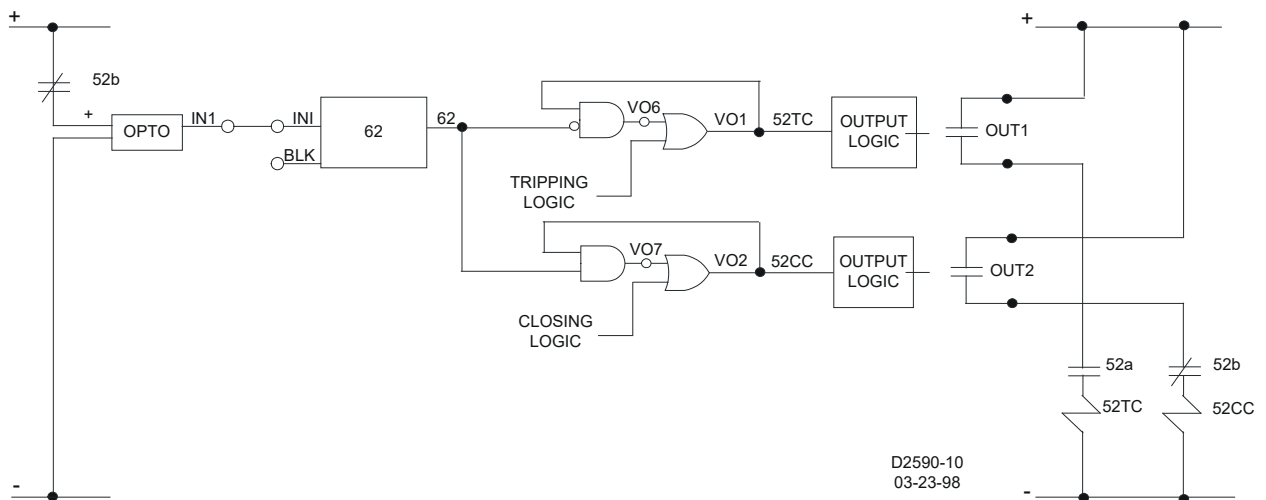 +
52b
+
OPTO
IN1
INI
BLK
62
62
VO6
VO1
52TC
TRIPPING
LOGIC
OUTPUT
LOGIC
OUT1
+
VO7
VO2
52CC
CLOSING
LOGIC
OUTPUT
LOGIC
OUT2
52a
52b
52TC
52CC
D2590-10
03-23-98
-
-